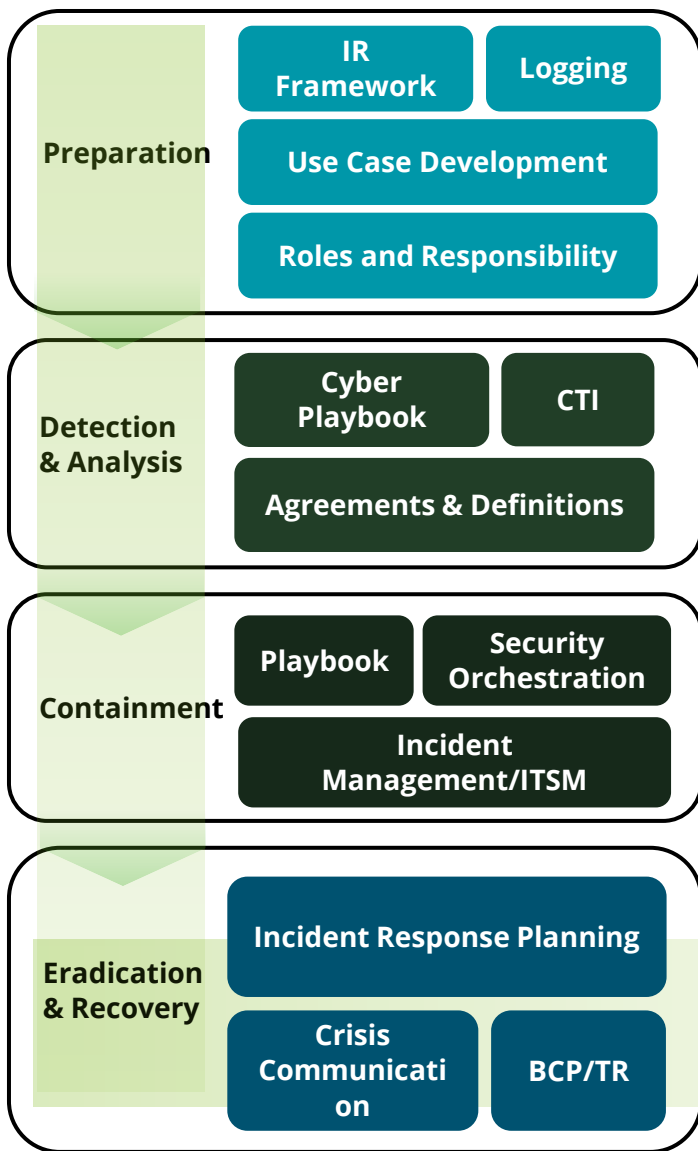 Preparation
IR
Framework
Logging
Use Case Development
Roles and Responsibility
Detection
& Analysis
Cyber
Playbook
CTI
Agreements & Definitions
Containment
Playbook
Security
Orchestration
Incident
Management/ITSM
Eradication
& Recovery
Incident Response Planning
Crisis
Communicati
on
BCP/TR